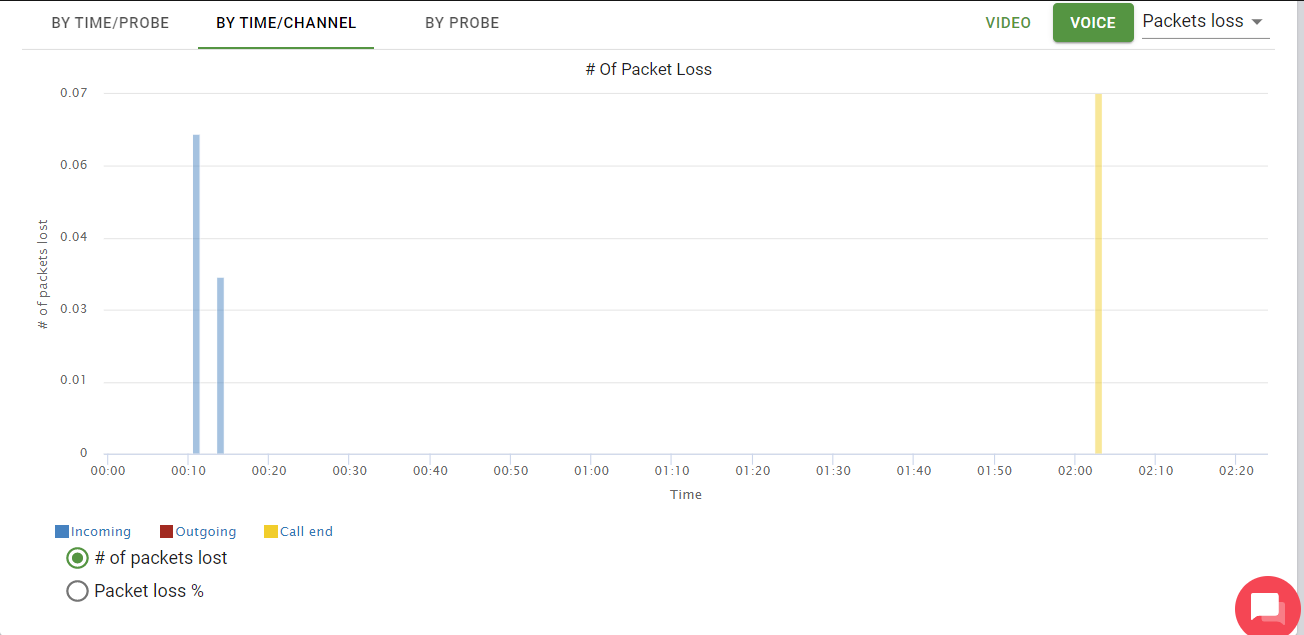 BY TIME/PROBE BY TIME/CHANNEL BY PROBE VIDEO VOICE Packets loss
# Of Packet Loss
0.07
0.06
0.04
0.03
0.01
0
# of packets lost
00:00 00:10 00:20 00:30 00:40 00:50 01:00 01:10 01:20 01:30 01:40 01:50 02:00 02:10 02:20
Time
Incoming Outgoing Call end
# of packets lost
Packet loss %